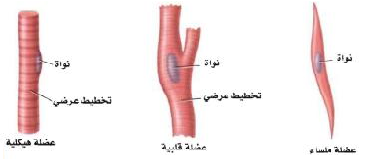 نواة
نواة
نواة
تخطيط عرضي
تخطيط عرضي
عضلة هيكلية
عضلة قلبية
عضلة ملساء